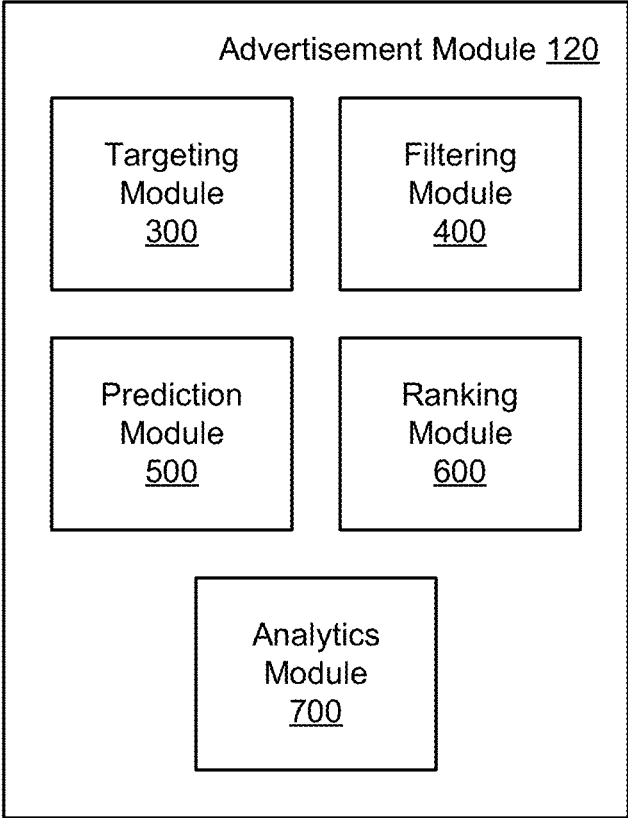 Advertisement Module 120
Targeting
Module
300
Filtering
Module
400
Prediction
Module
500
Ranking
Module
600
Analytics
Module
700